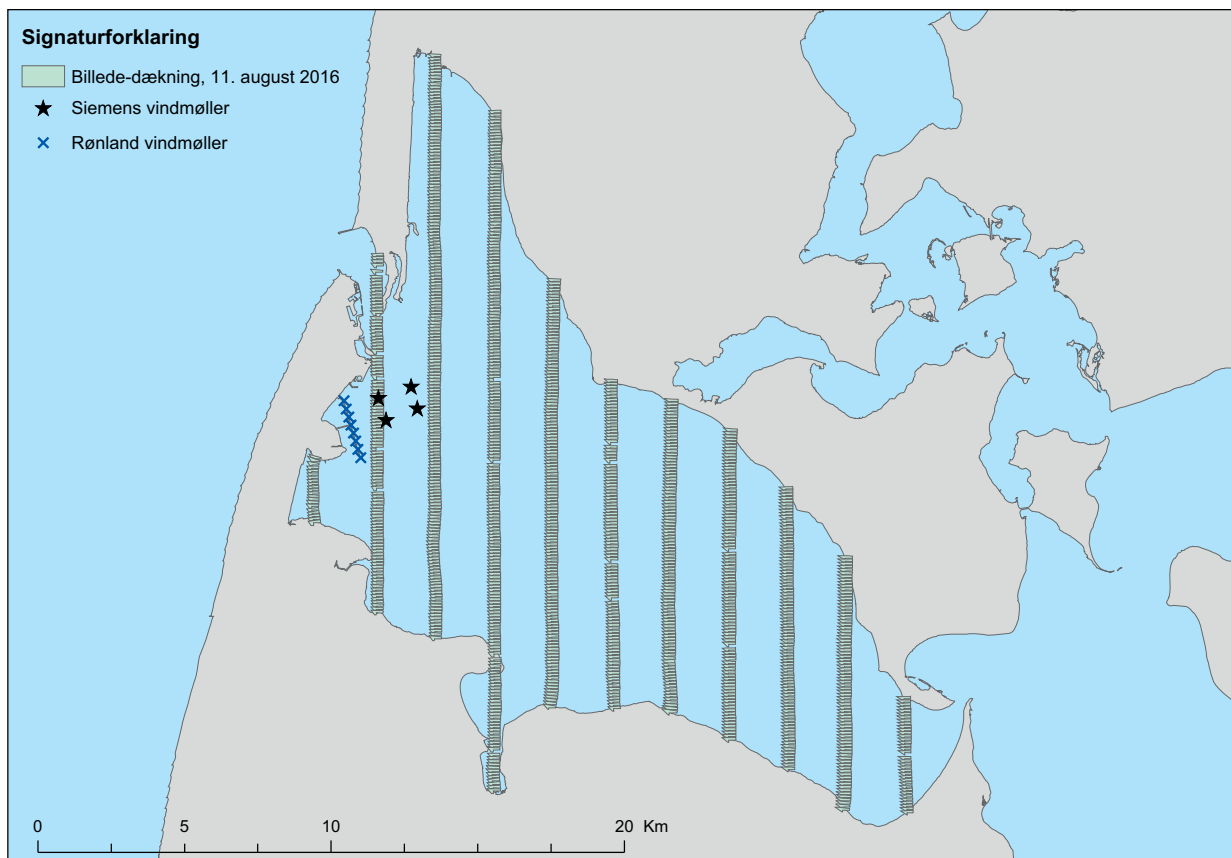 Signaturforklaring
Billede-dækning, 11. august 2016
Siemens vindmøller
Rønland vindmøller
0 5 10 20 Km